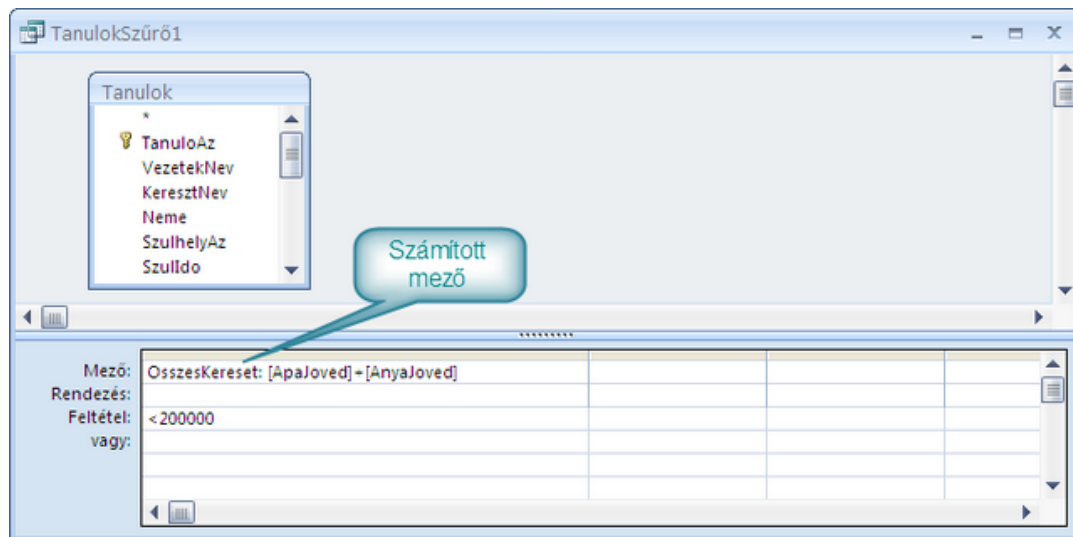 TanulokSzűrő1
Tanulok
*
TanuloAz
VezetekNev
KeresztNev
Neme
SzulhelyAz
SzulIdo
Számított
mező
Mező: OsszesKereset: [ApaJoved]+[AnyaJoved]
Rendezés:
Feltétel: <200000
vagy: